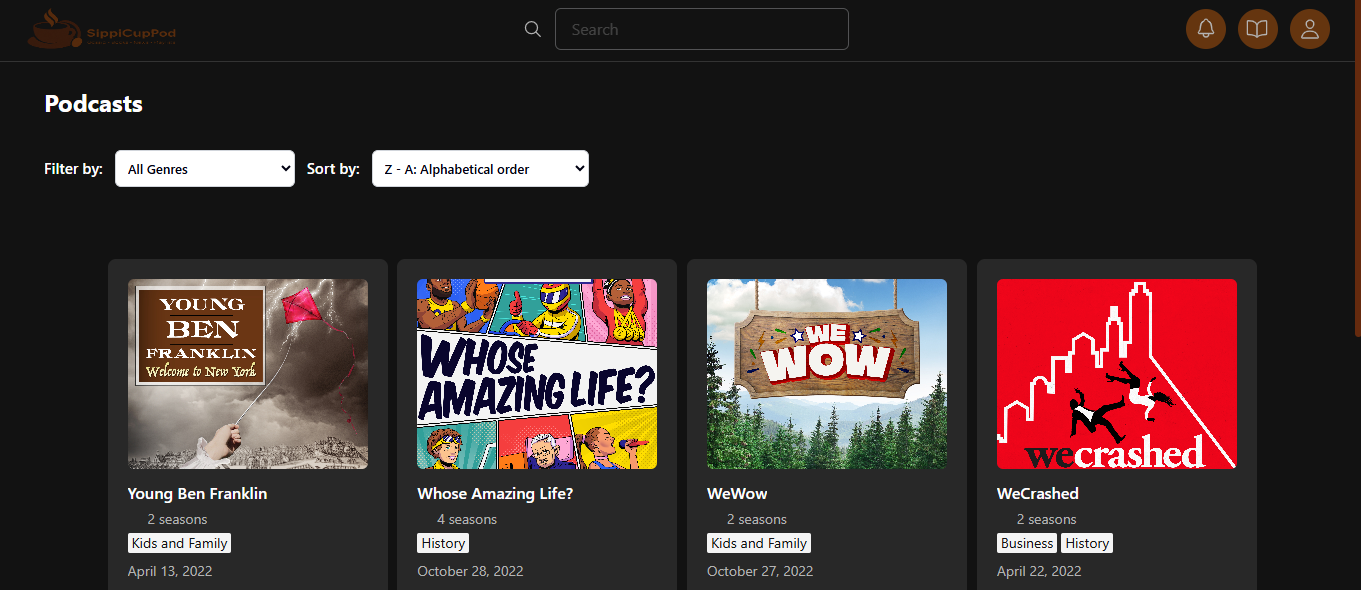 SippiCupPod
Search
Podcasts
Filter by:
All Genres
Sort by:
Z - A: Alphabetical order
YOUNG
BEN
FRANKLIN
Welcome to New York
WHOSE
AMAZING LIFE?
WE
WOW
wecrashed
Young Ben Franklin
Whose Amazing Life?
WeWow
WeCrashed
2 seasons
4 seasons
2 seasons
2 seasons
Kids and Family
History
Kids and Family
Business
History
April 13, 2022
October 28, 2022
October 27, 2022
April 22, 2022